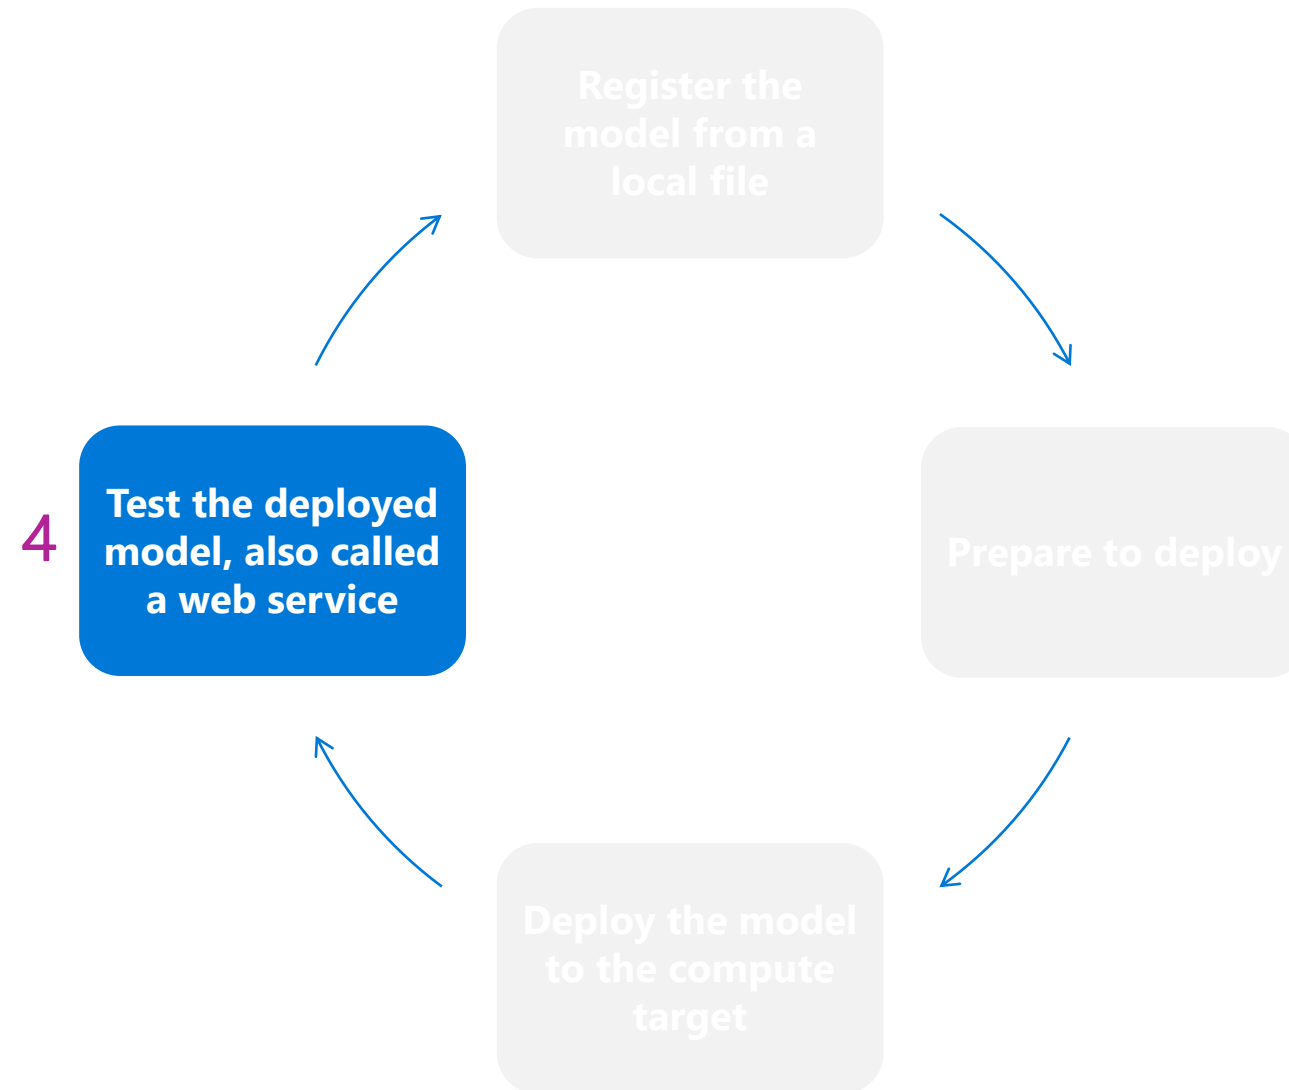 Register the
model from a
local file
4
Test the deployed
model, also called
a web service
Prepare to deploy
Deploy the model
to the compute
target